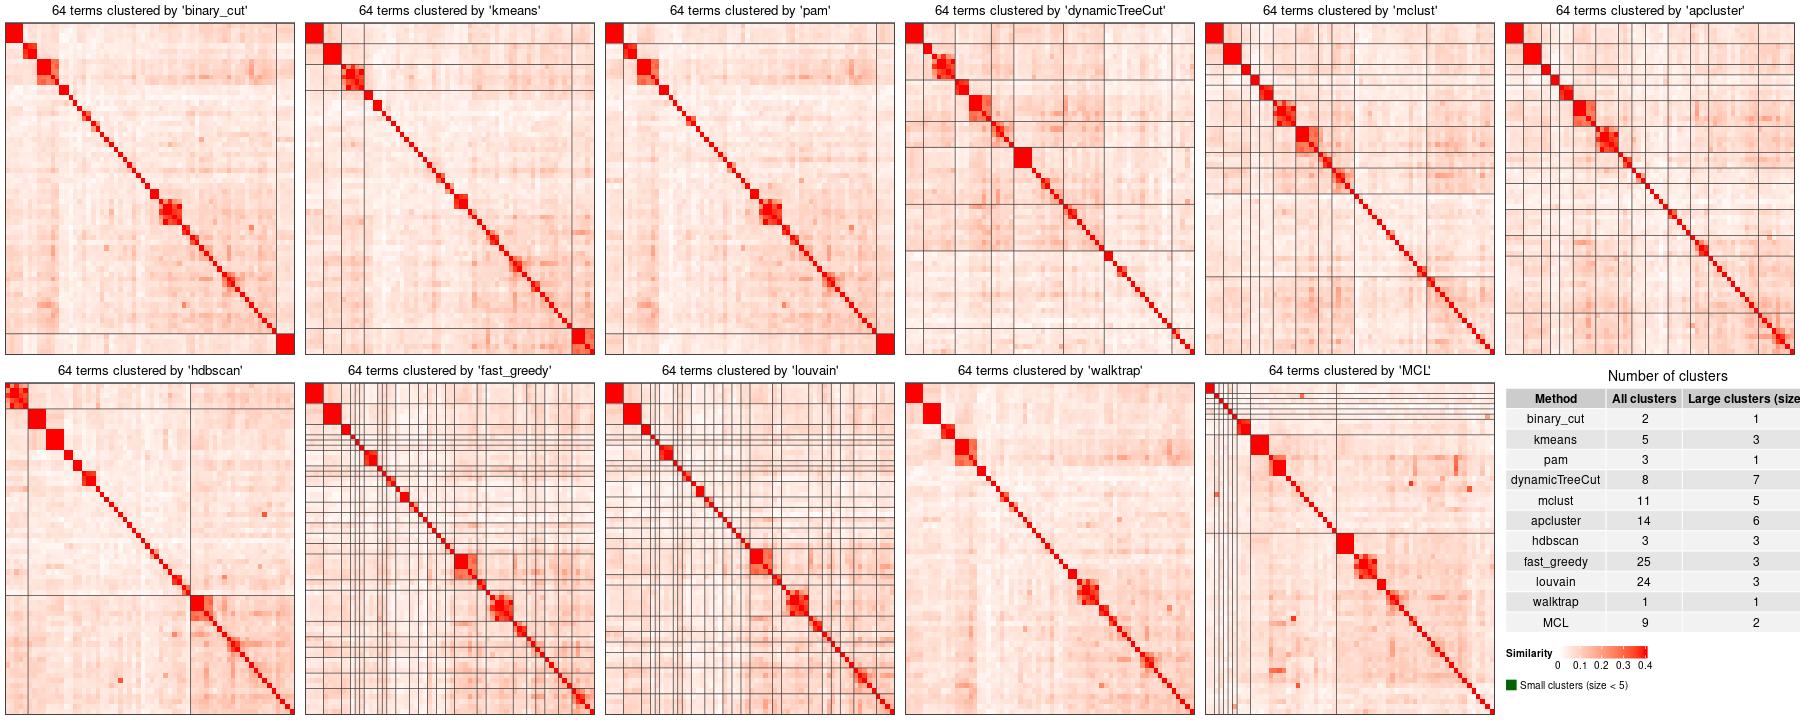 64 terms clustered by 'binary_cut'
64 terms clustered by 'kmeans'
64 terms clustered by 'pam'
64 terms clustered by 'dynamicTreeCut'
64 terms clustered by 'mclust'
64 terms clustered by 'apcluster'
64 terms clustered by 'hdbscan'
64 terms clustered by 'fast_greedy'
64 terms clustered by 'louvain'
64 terms clustered by 'walktrap'
64 terms clustered by 'MCL'
Number of clusters
Method All clusters Large clusters (size
binary_cut 2 1
kmeans 5 3
pam 3 1
dynamicTreeCut 8 7
mclust 11 5
apcluster 14 6
hdbscan 3 3
fast_greedy 25 3
louvain 24 3
walktrap 1 1
MCL 9 2
Similarity
0 0.1 0.2 0.3 0.4
Small clusters (size < 5)